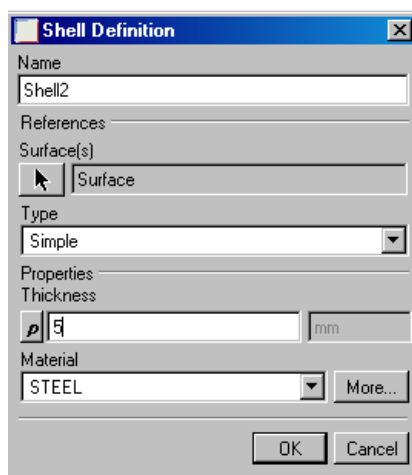 Shell Definition
Name
Shell2
References
Surface(s)
Surface
Type
Simple
Properties
Thickness
p 5 mm
Material
STEEL More...
OK Cancel